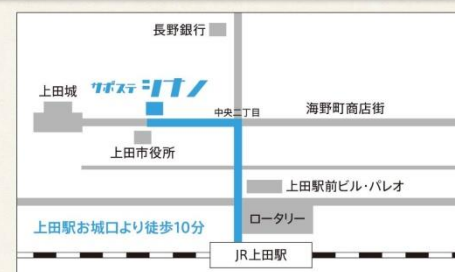 長野銀行
上田城
サポステシナノ
中央二丁目
海野町商店街
上田市役所
上田駅前ビル・パレオ
ロータリー
上田駅お城口より徒歩10分
JR上田駅